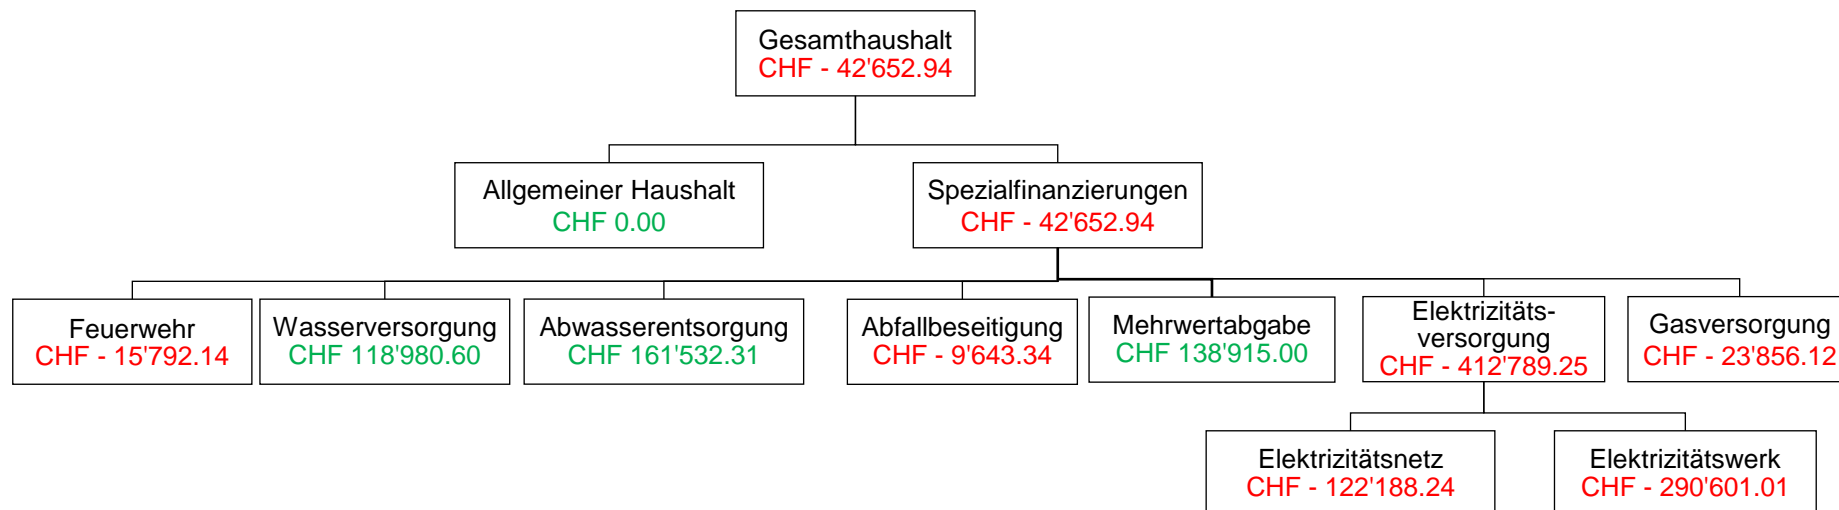 Gesamthaushalt
CHF - 42'652.94
Allgemeiner Haushalt
CHF 0.00
Spezialfinanzierungen
CHF - 42'652.94
Feuerwehr
CHF - 15'792.14
Wasserversorgung
CHF 118'980.60
Abwasserentsorgung
CHF 161'532.31
Abfallbeseitigung
CHF - 9'643.34
Mehrwertabgabe
CHF 138'915.00
Elektrizitäts-
versorgung
CHF - 412'789.25
Gasversorgung
CHF - 23'856.12
Elektrizitätsnetz
CHF - 122'188.24
Elektrizitätswerk
CHF - 290'601.01